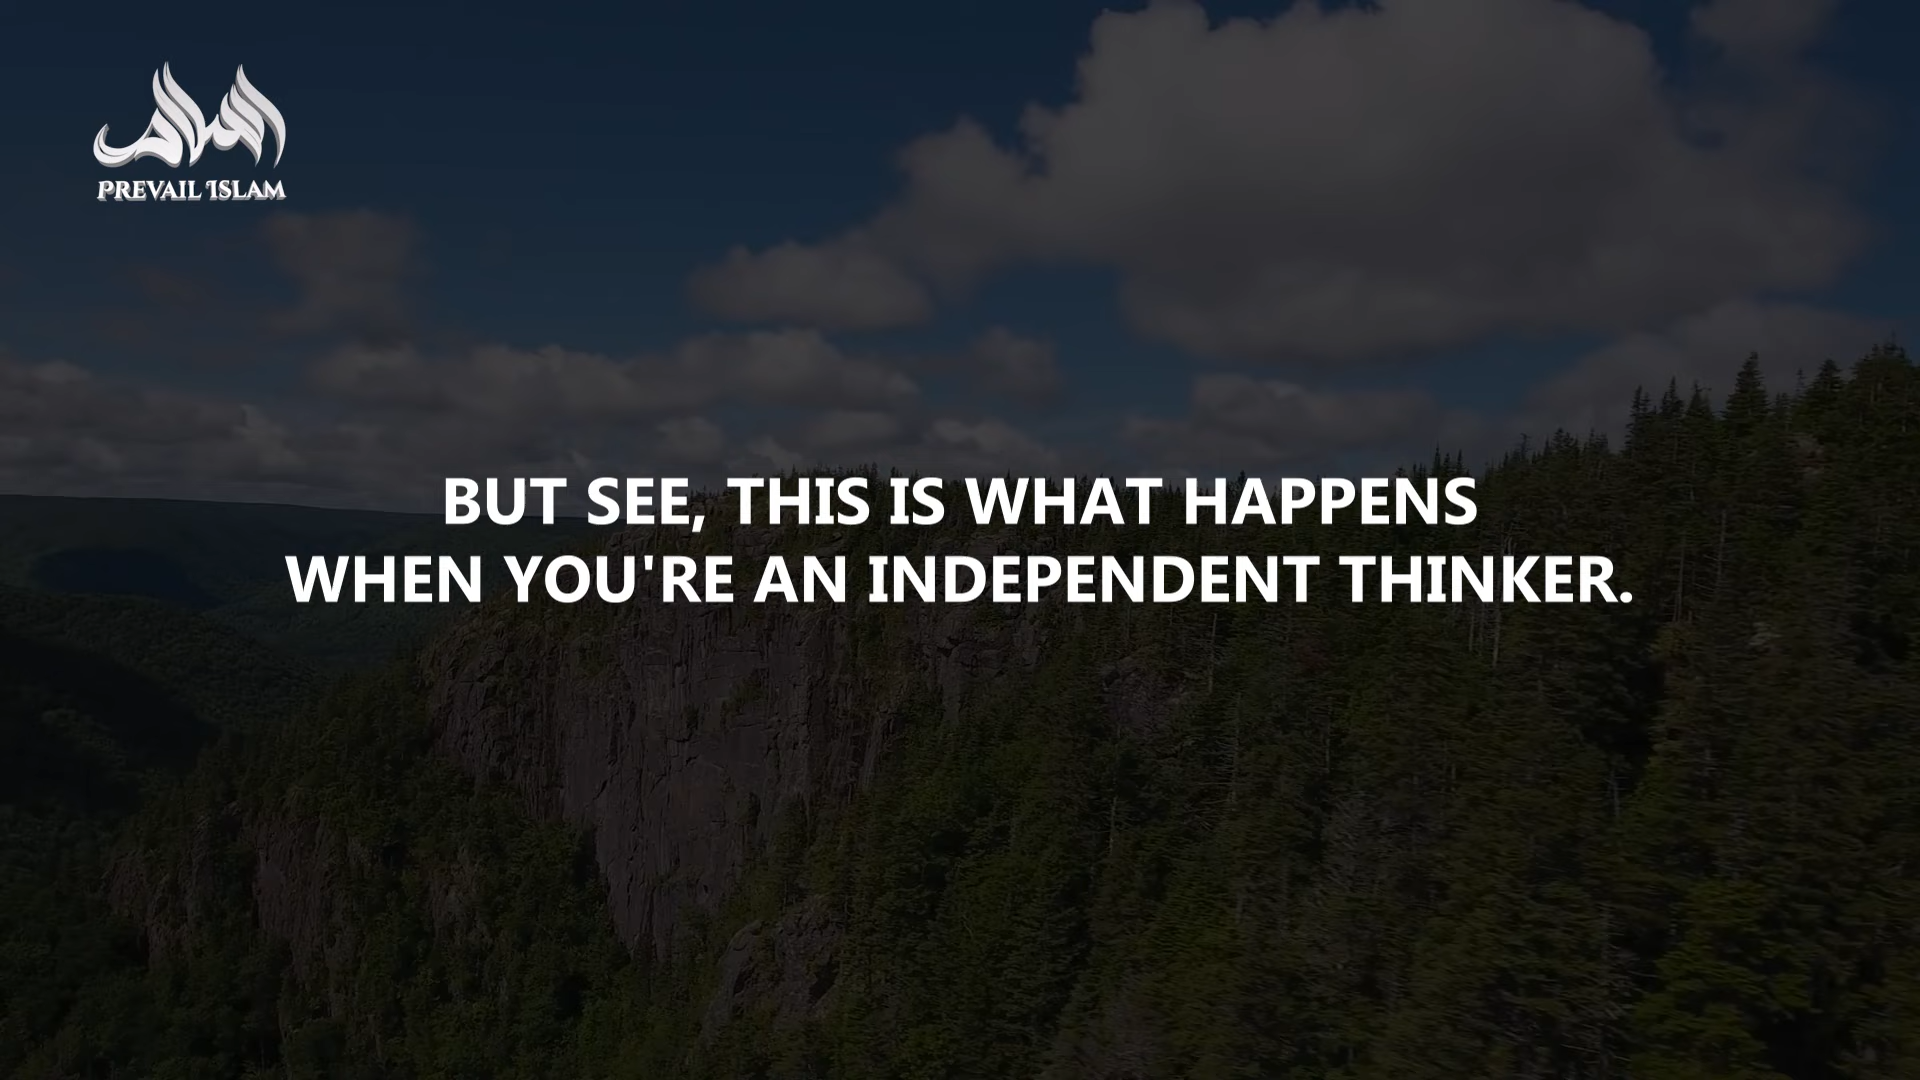 PREVAIL ISLAM
BUT SEE, THIS IS WHAT HAPPENS
WHEN YOU'RE AN INDEPENDENT THINKER.